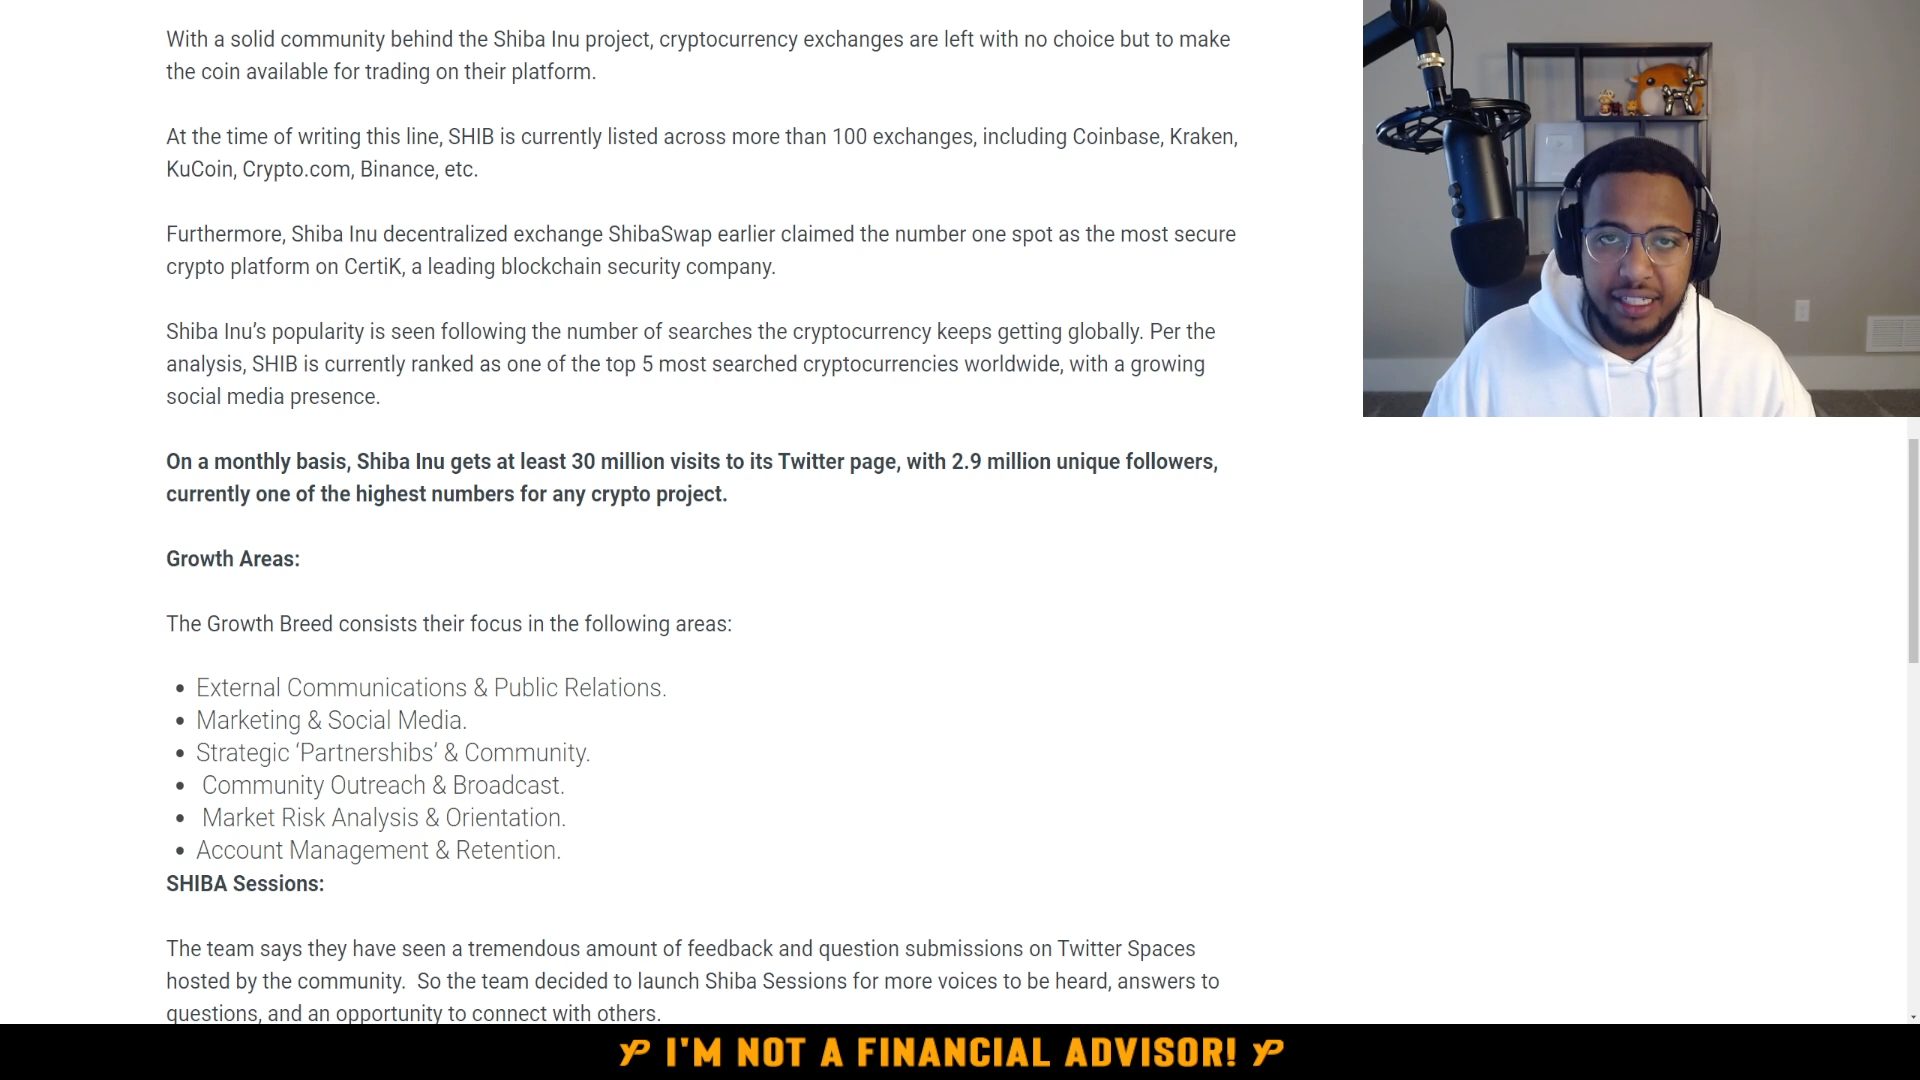 With a solid community behind the Shiba Inu project, cryptocurrency exchanges are left with no choice but to make
the coin available for trading on their platform.
At the time of writing this line, SHIB is currently listed across more than 100 exchanges, including Coinbase, Kraken,
KuCoin, Crypto.com, Binance, etc.
Furthermore, Shiba Inu decentralized exchange ShibaSwap earlier claimed the number one spot as the most secure
crypto platform on CertiK, a leading blockchain security company.
Shiba Inu’s popularity is seen following the number of searches the cryptocurrency keeps getting globally. Per the
analysis, SHIB is currently ranked as one of the top 5 most searched cryptocurrencies worldwide, with a growing
social media presence.
On a monthly basis, Shiba Inu gets at least 30 million visits to its Twitter page, with 2.9 million unique followers,
currently one of the highest numbers for any crypto project.
Growth Areas:
The Growth Breed consists their focus in the following areas:
• External Communications & Public Relations.
• Marketing & Social Media.
• Strategic ‘Partnershibs’ & Community.
• Community Outreach & Broadcast.
• Market Risk Analysis & Orientation.
• Account Management & Retention.
SHIBA Sessions:
The team says they have seen a tremendous amount of feedback and question submissions on Twitter Spaces
hosted by the community.  So the team decided to launch Shiba Sessions for more voices to be heard, answers to
questions, and an opportunity to connect with others.
YP I'M NOT A FINANCIAL ADVISOR! YP